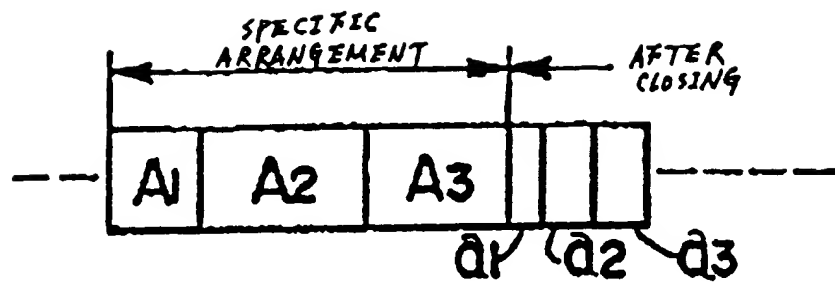 SPECIFIC
ARRANGEMENT
AFTER
CLOSING
A1 A2 A3
a1 a2 a3